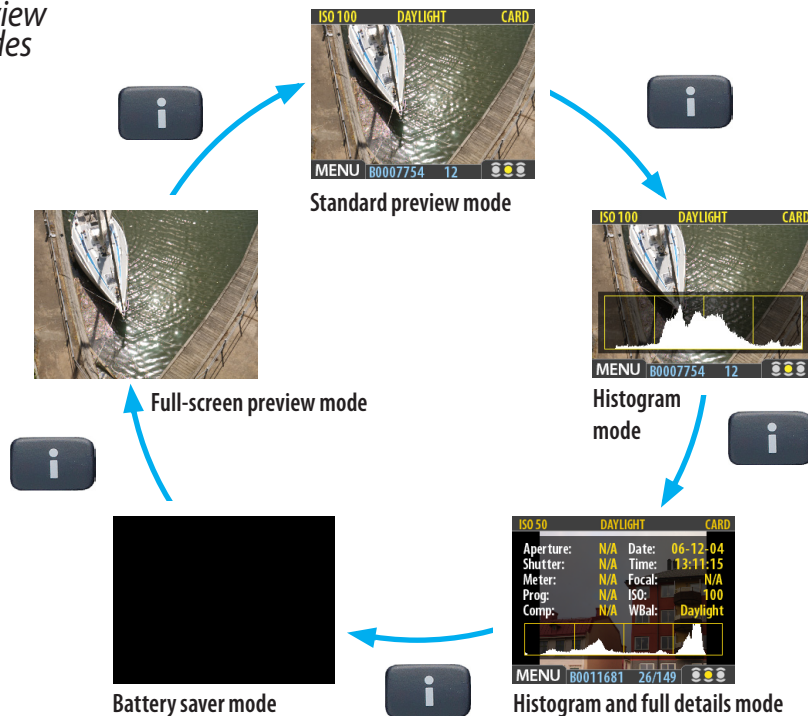 view
des
ISO 100 DAYLIGHT CARD
MENU B0007754 12
Standard preview mode
i
i
ISO 100 DAYLIGHT CARD
MENU B0007754 12
Histogram
mode
Full-screen preview mode
i
i
ISO 50 DAYLIGHT CARD
Aperture: N/A Date: 06-12-04
Shutter: N/A Time: 13:11:15
Meter: N/A Focal: N/A
Prog: N/A ISO: 100
Comp: N/A WBal: Daylight
MENU B0011681 26/149
i
Battery saver mode
Histogram and full details mode